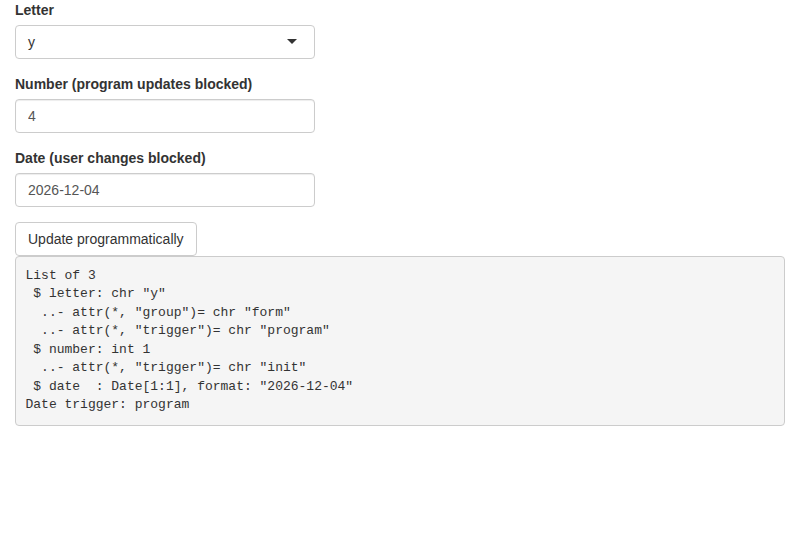 Letter
y
Number (program updates blocked)
4
Date (user changes blocked)
2026-12-04
Update programmatically
List of 3
 $ letter: chr "y"
  ..- attr(*, "group")= chr "form"
  ..- attr(*, "trigger")= chr "program"
 $ number: int 1
  ..- attr(*, "trigger")= chr "init"
 $ date  : Date[1:1], format: "2026-12-04"
Date trigger: program